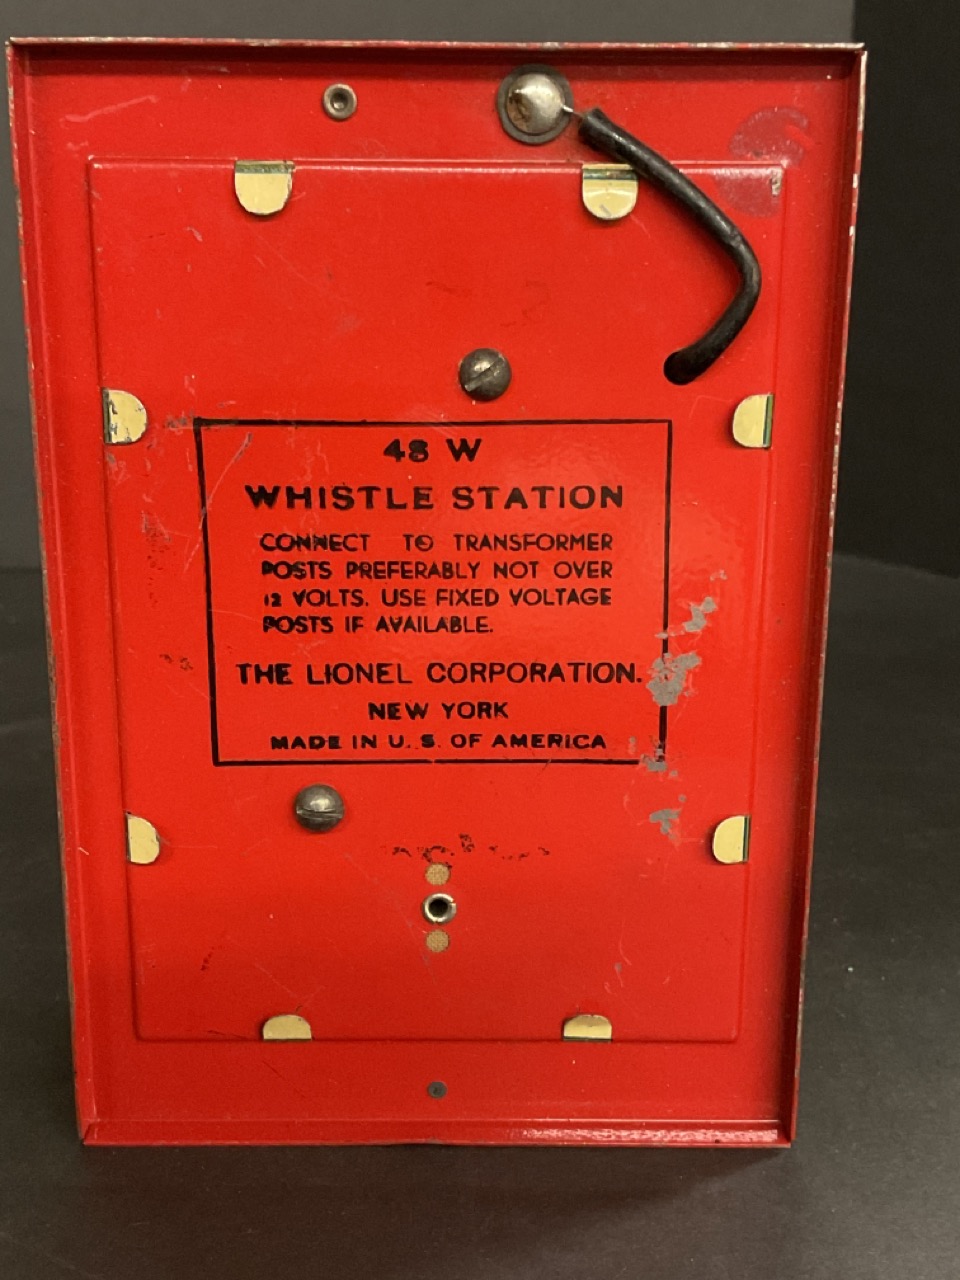 48 W
WHISTLE STATION
CONNECT TO TRANSFORMER
POSTS PREFERABLY NOT OVER
12 VOLTS. USE FIXED VOLTAGE
POSTS IF AVAILABLE.
THE LIONEL CORPORATION.
NEW YORK
MADE IN U. S. OF AMERICA